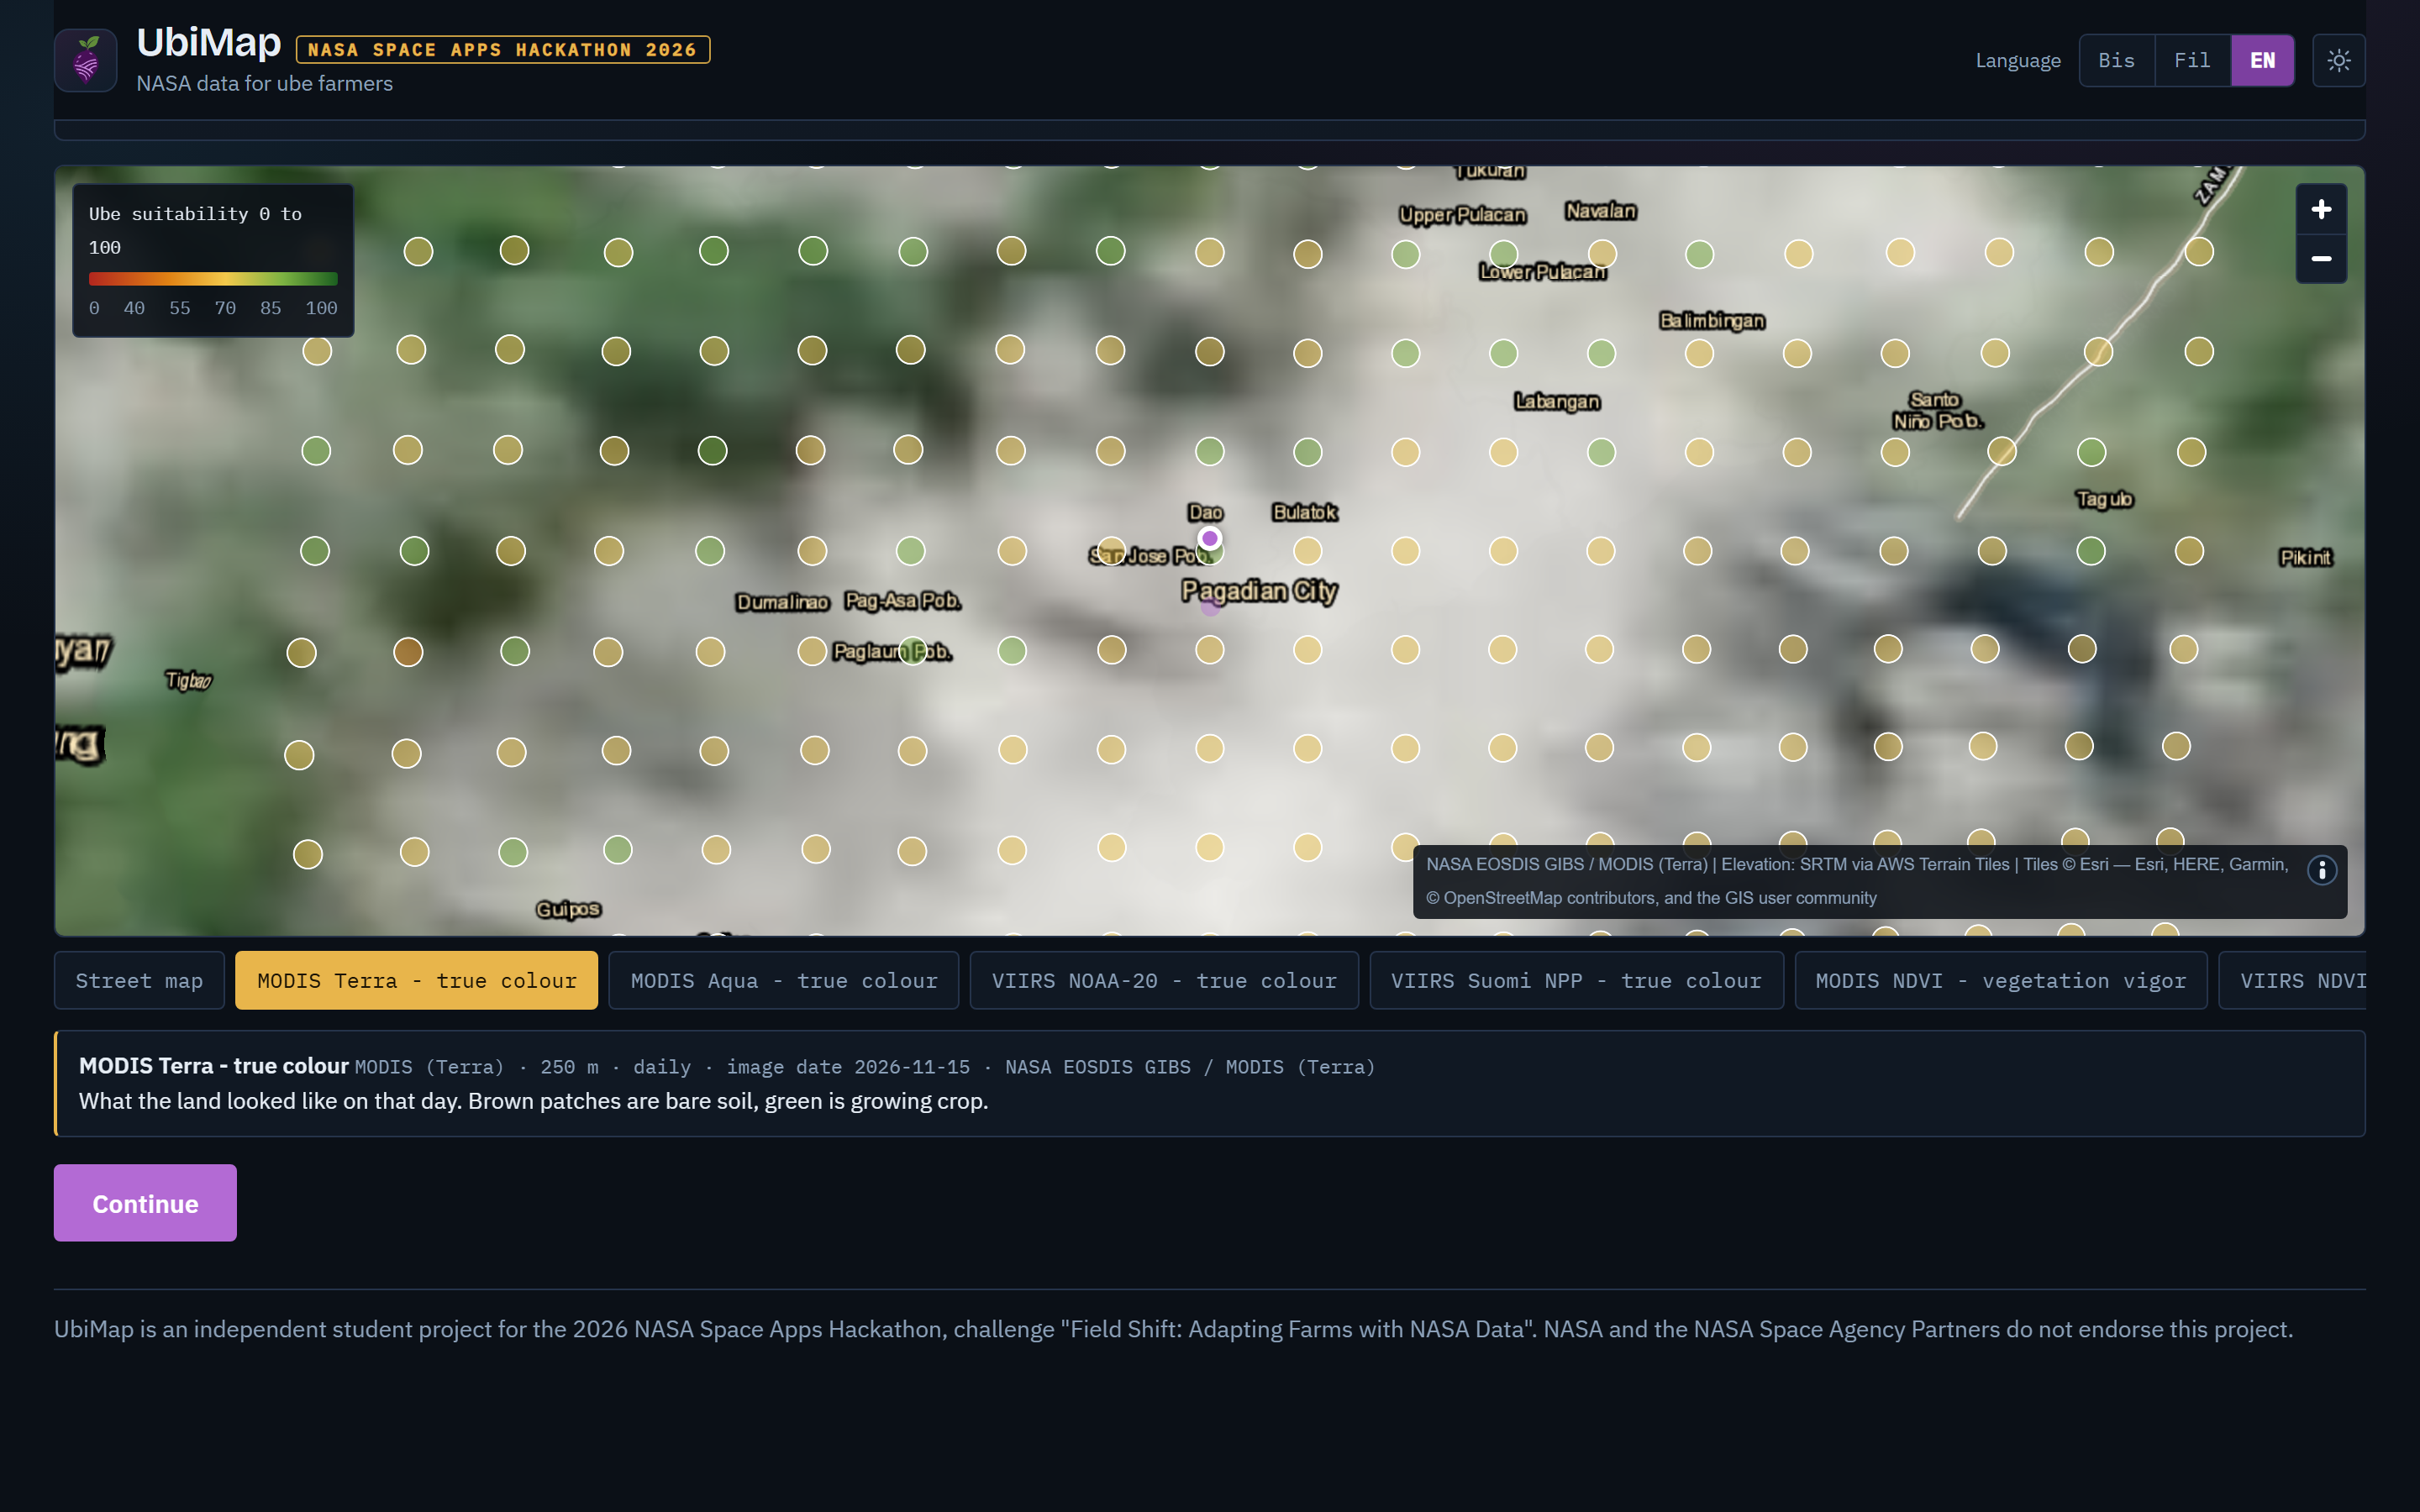 UbiMap NASA SPACE APPS HACKATHON 2026
NASA data for ube farmers
Language Bis Fil EN
Ube suitability 0 to
100
0 40 55 70 85 100
Tukuran
Upper Pulacan Navalan
Lower Pulacan
Balimbingan
Labangan
Santo
Niño Pob.
Tagulo
Dao Bulatok
San Jose Pob.
Pikinit
Pagadian City
Dumalinao Pag-Asa Pob.
Paglaum Pob.
Tigbao
Guipos
NASA EOSDIS GIBS / MODIS (Terra) | Elevation: SRTM via AWS Terrain Tiles | Tiles © Esri — Esri, HERE, Garmin,
© OpenStreetMap contributors, and the GIS user community
Street map
MODIS Terra - true colour
MODIS Aqua - true colour
VIIRS NOAA-20 - true colour
VIIRS Suomi NPP - true colour
MODIS NDVI - vegetation vigor
VIIRS NDVI
MODIS Terra - true colour MODIS (Terra) · 250 m · daily · image date 2026-11-15 · NASA EOSDIS GIBS / MODIS (Terra)
What the land looked like on that day. Brown patches are bare soil, green is growing crop.
Continue
UbiMap is an independent student project for the 2026 NASA Space Apps Hackathon, challenge "Field Shift: Adapting Farms with NASA Data". NASA and the NASA Space Agency Partners do not endorse this project.